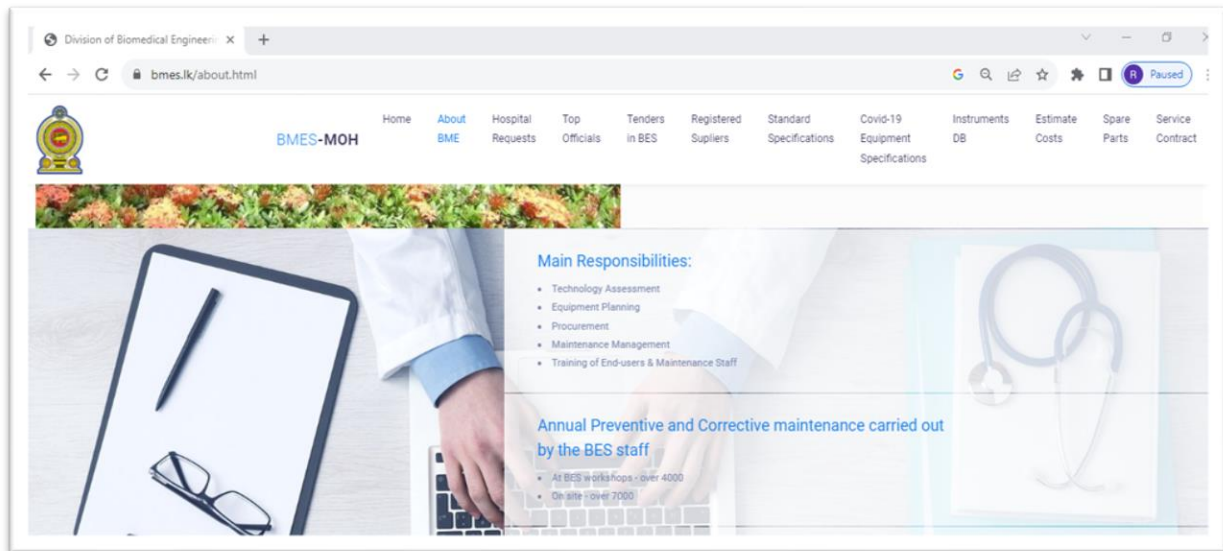 Division of Biomedical Engineerin
bmes.lk/about.html
Paused
BMES-MOH
Home
About
BME
Hospital
Requests
Top
Officials
Tenders
in BES
Registered
Supliers
Standard
Specifications
Covid-19
Equipment
Specifications
Instruments
DB
Estimate
Costs
Spare
Parts
Service
Contract
Main Responsibilities:
Technology Assessment
Equipment Planning
Procurement
Maintenance Management
Training of End-users & Maintenance Staff
Annual Preventive and Corrective maintenance carried out
by the BES staff
At BES workshops - over 4000
On site - over 7000